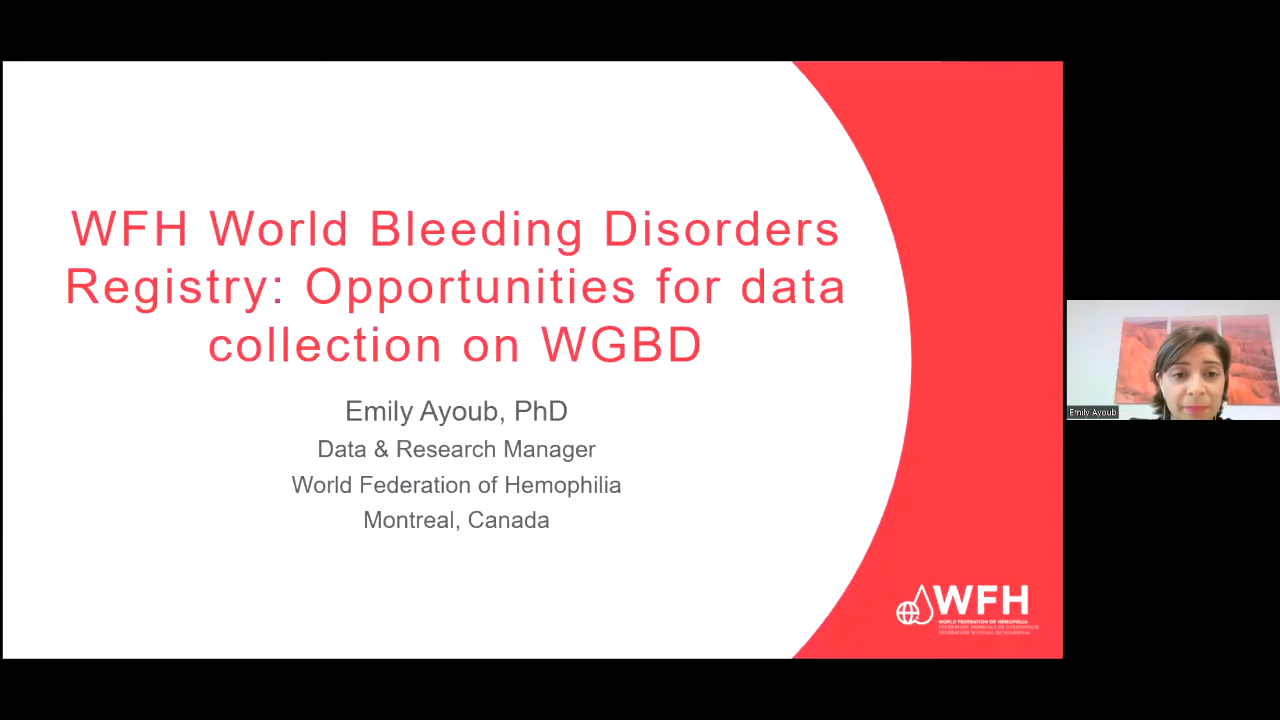 WFH World Bleeding Disorders
Registry: Opportunities for data
collection on WGBD
Emily Ayoub, PhD
Data & Research Manager
World Federation of Hemophilia
Montreal, Canada
Emily Ayoub
WFH
WORLD FEDERATION OF HEMOPHILIA